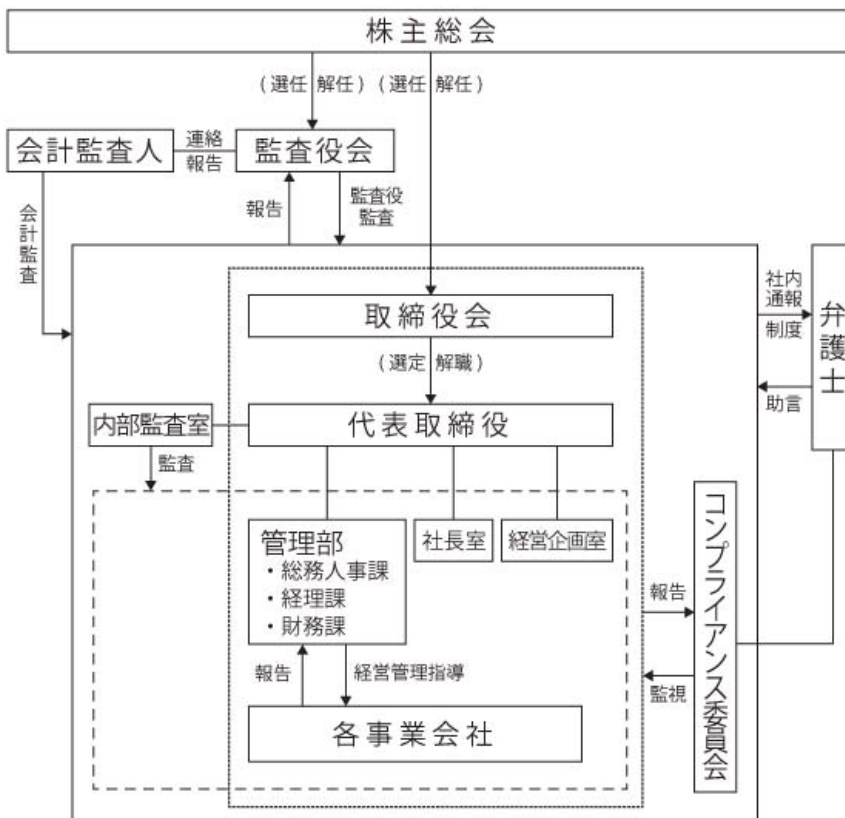 株主総会
(選任 解任) (選任 解任)
会計監査人
連絡
報告
監査役会
報告
監査役
監査
会計監査
取締役会
(選定 解職)
社内
通報
制度
助言
弁護士
内部監査室
代表取締役
監査
管理部
・総務人事課
・経理課
・財務課
社長室
経営企画室
報告
監視
コンプライアンス委員会
報告
経営管理指導
各事業会社